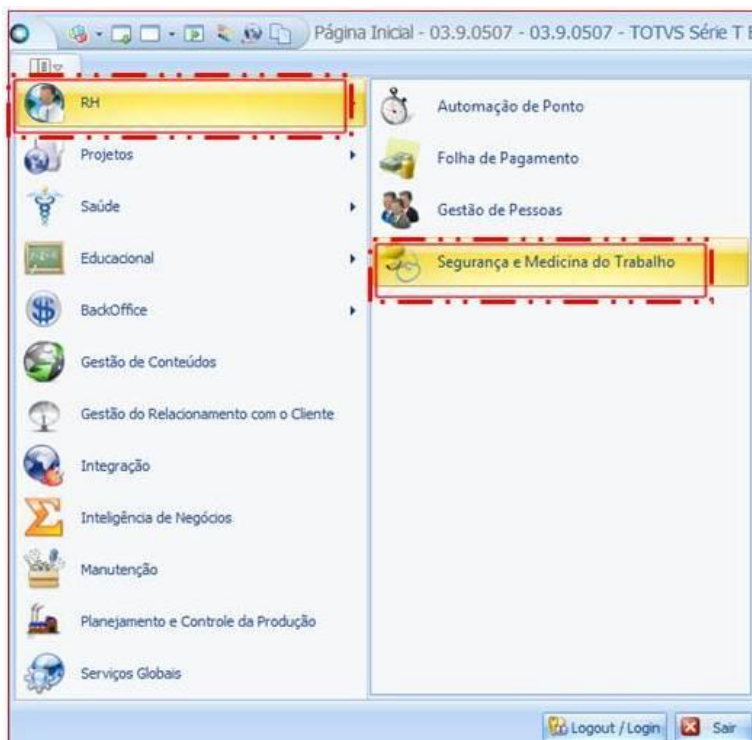 Página Inicial - 03.9.0507 - 03.9.0507 - TOTVS Série T
RH
Projetos
Saúde
Educacional
BackOffice
Gestão de Conteúdos
Gestão do Relacionamento com o Cliente
Integração
Inteligência de Negócios
Manutenção
Planejamento e Controle da Produção
Serviços Globais
Automação de Ponto
Folha de Pagamento
Gestão de Pessoas
Segurança e Medicina do Trabalho
Logout / Login
Sair